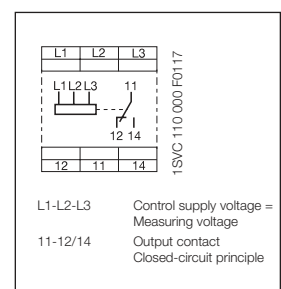 L1 L2 L3
L1 L2 L3 11
12 14
12 11 14
1SVC 110 000 F0117
L1-L2-L3 Control supply voltage =
Measuring voltage
11-12/14 Output contact
Closed-circuit principle